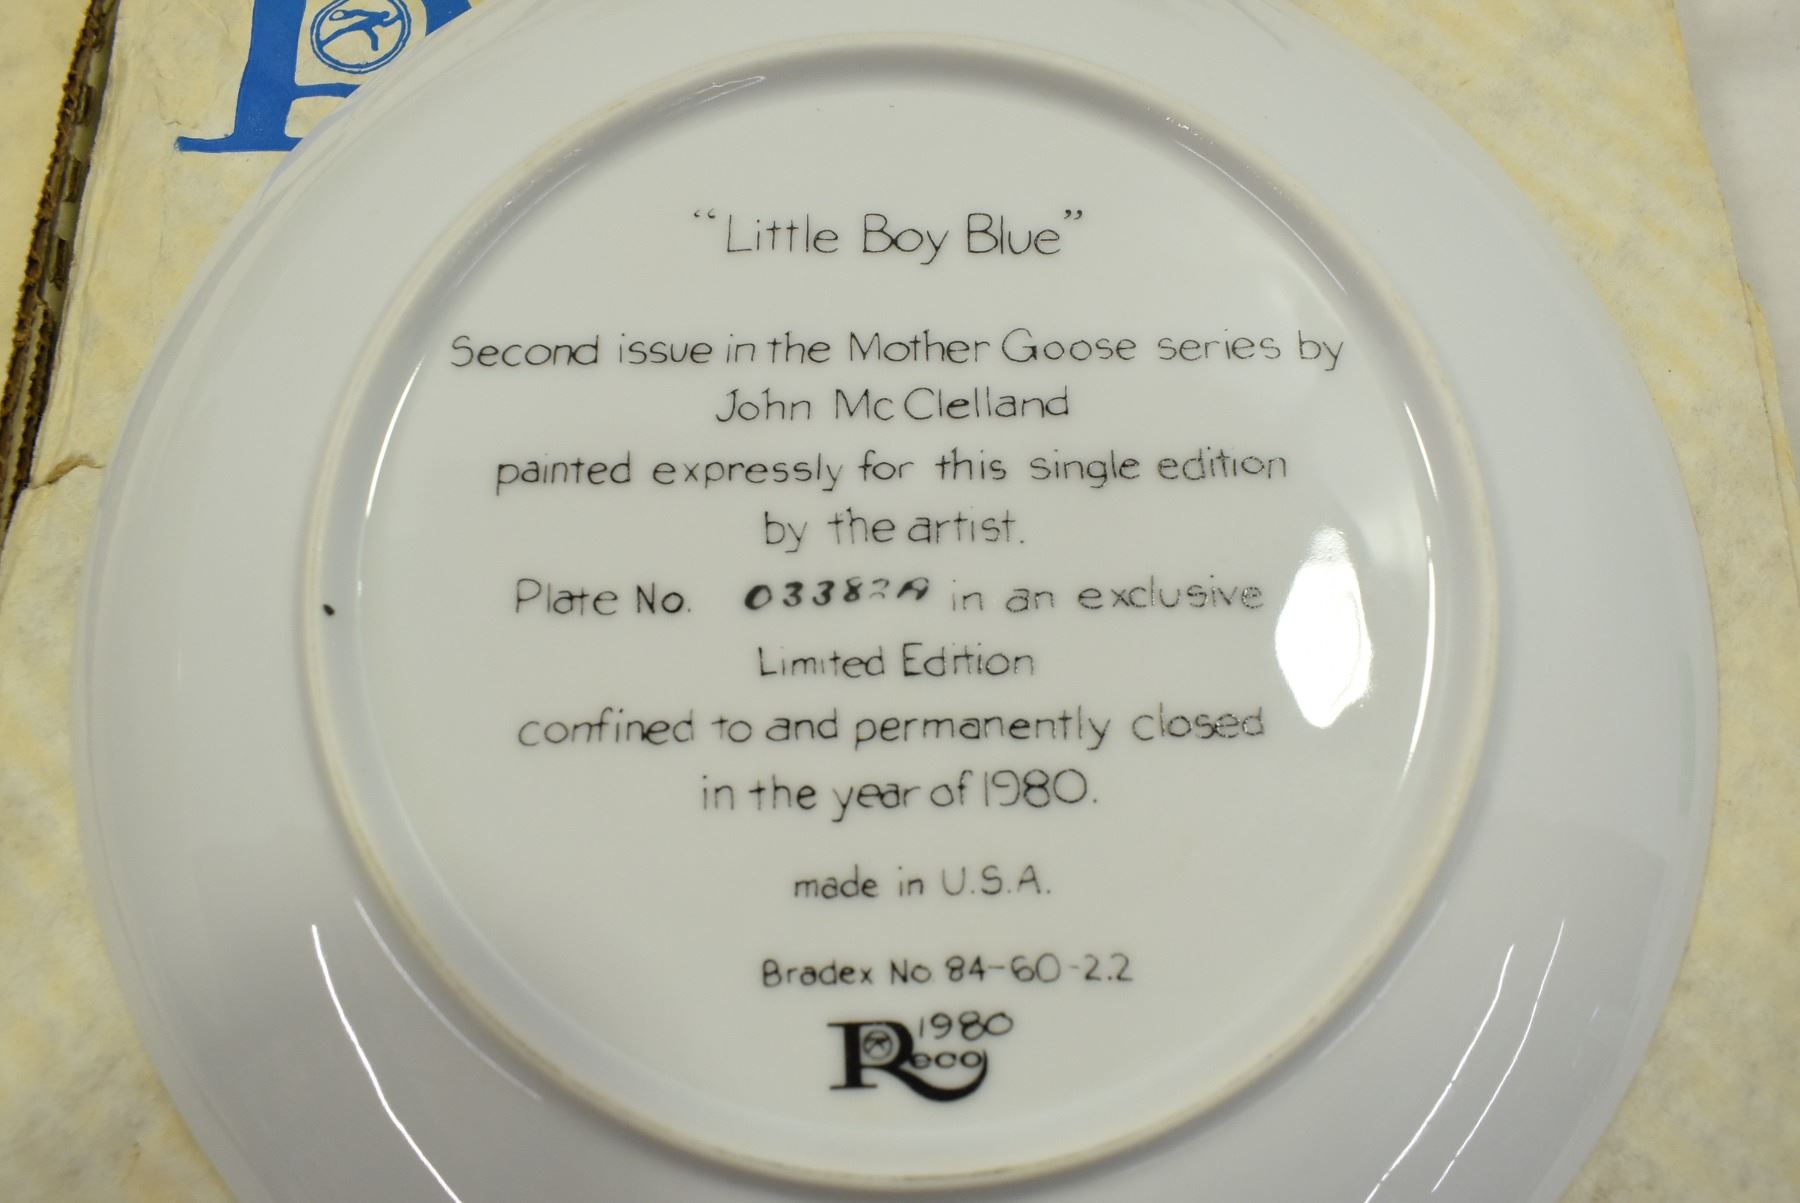 “Little Boy Blue”
Second issue in the Mother Goose series by
John McClelland
painted expressly for this single edition
by the artist.
Plate No. 03382A in an exclusive
Limited Edition
confined to and permanently closed
in the year of 1980.
made in U.S.A.
Bradex No. 84-60-2.2
1980
Reco